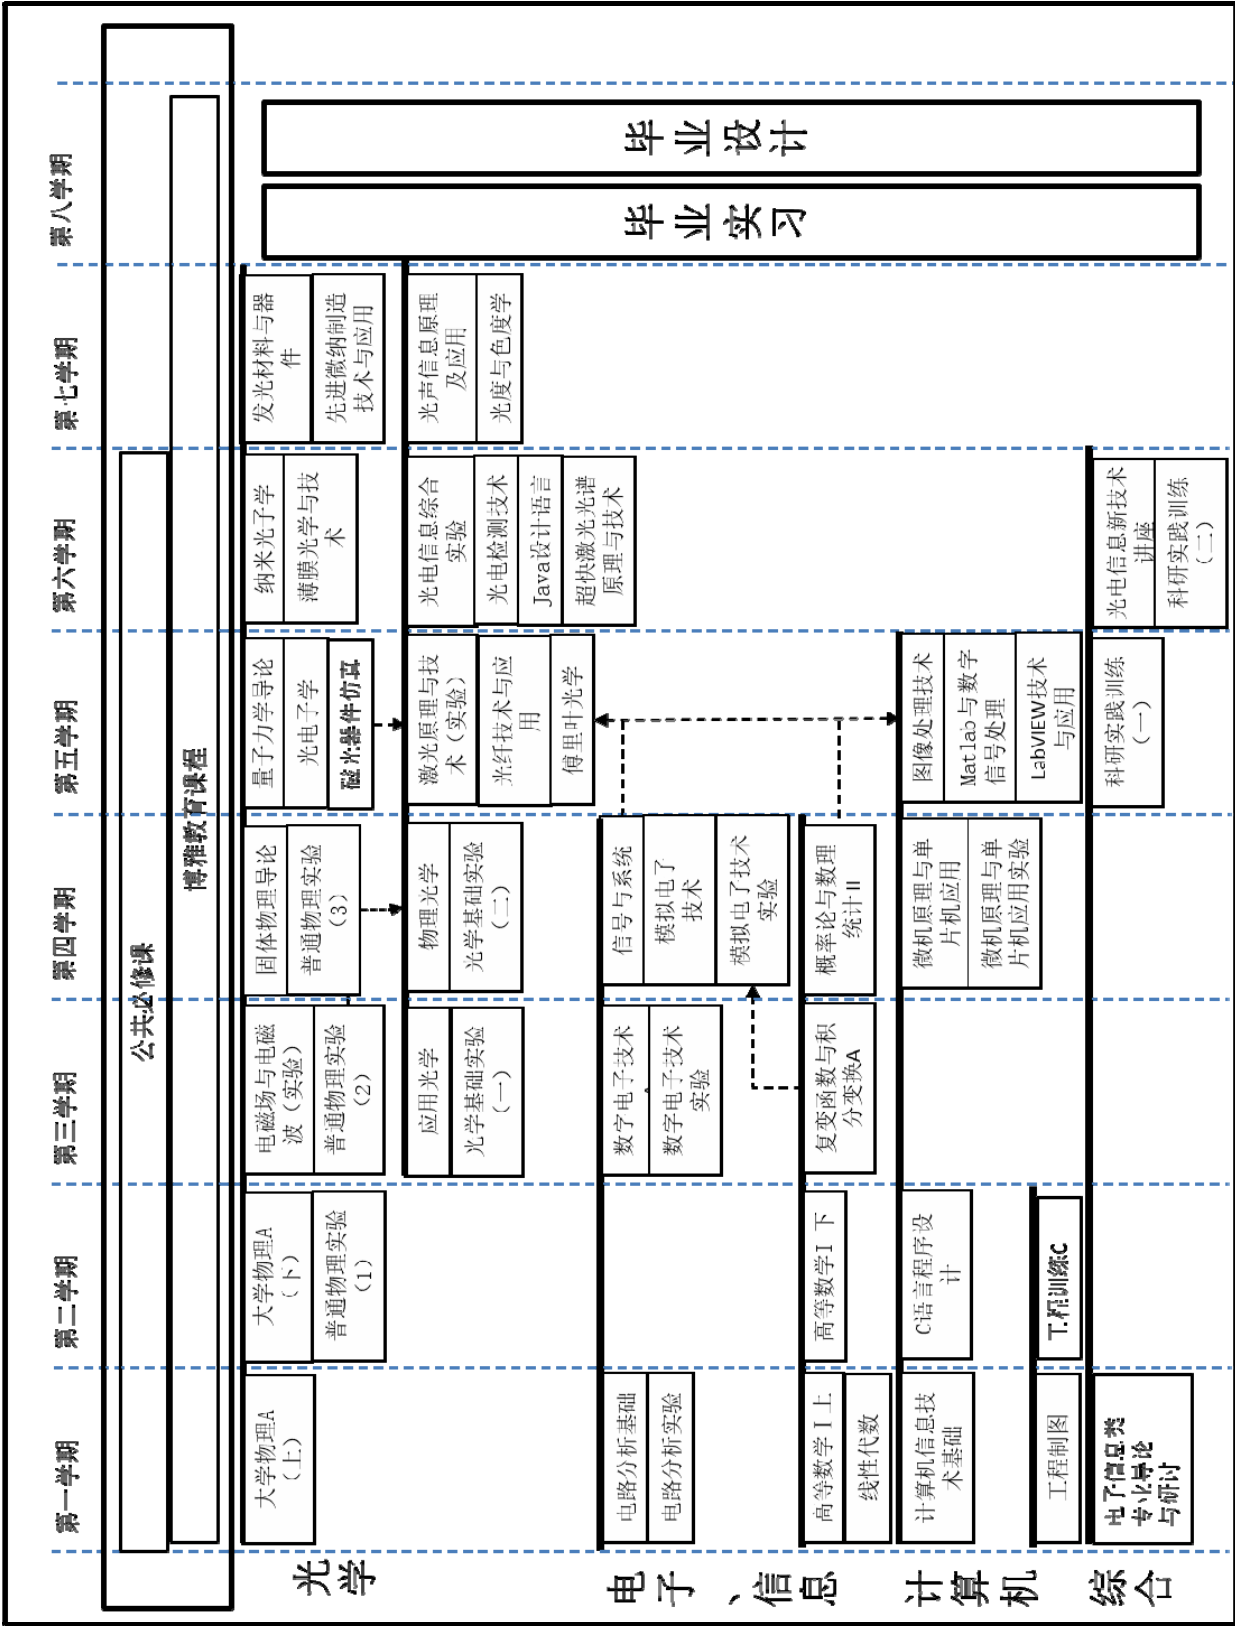 第一学期
第二学期
第三学期
第四学期
第五学期
第六学期
第七学期
第八学期
公共必修课
博雅教育课程
光学
大学物理A
（上）
大学物理A
（下）
普通物理实验
（1）
电磁场与电磁
波（实验）
普通物理实验
（2）
固体物理导论
普通物理实验
（3）
量子力学导论
光电子学
磁光器件仿真
纳米光子学
薄膜光学与技
术
发光材料与器
件
先进微纳制造
技术与应用
应用光学
光学基础实验
（一）
物理光学
光学基础实验
（二）
激光原理与技
术（实验）
光纤技术与应
用
傅里叶光学
光电信息综合
实验
光电检测技术
Java设计语言
超快激光光谱
原理与技术
光声信息原理
及应用
光度与色度学
电子、信息
电路分析基础
电路分析实验
数字电子技术
数字电子技术
实验
信号与系统
模拟电子
技术
模拟电子技术
实验
高等数学I上
线性代数
高等数学I 下
复变函数与积
分变换A
概率论与数理
统计II
计算机
计算机信息技
术基础
C语言程序设
计
微机原理与单
片机应用
微机原理与单
片机应用实验
图像处理技术
Matlab与数字
信号处理
LabVIEW技术
与应用
工程制图
工程训练C
综合
电子信息类
专业导论
与研讨
科研实践训练
（一）
光电信息新技术
讲座
科研实践训练
（二）
毕业实习
毕业设计